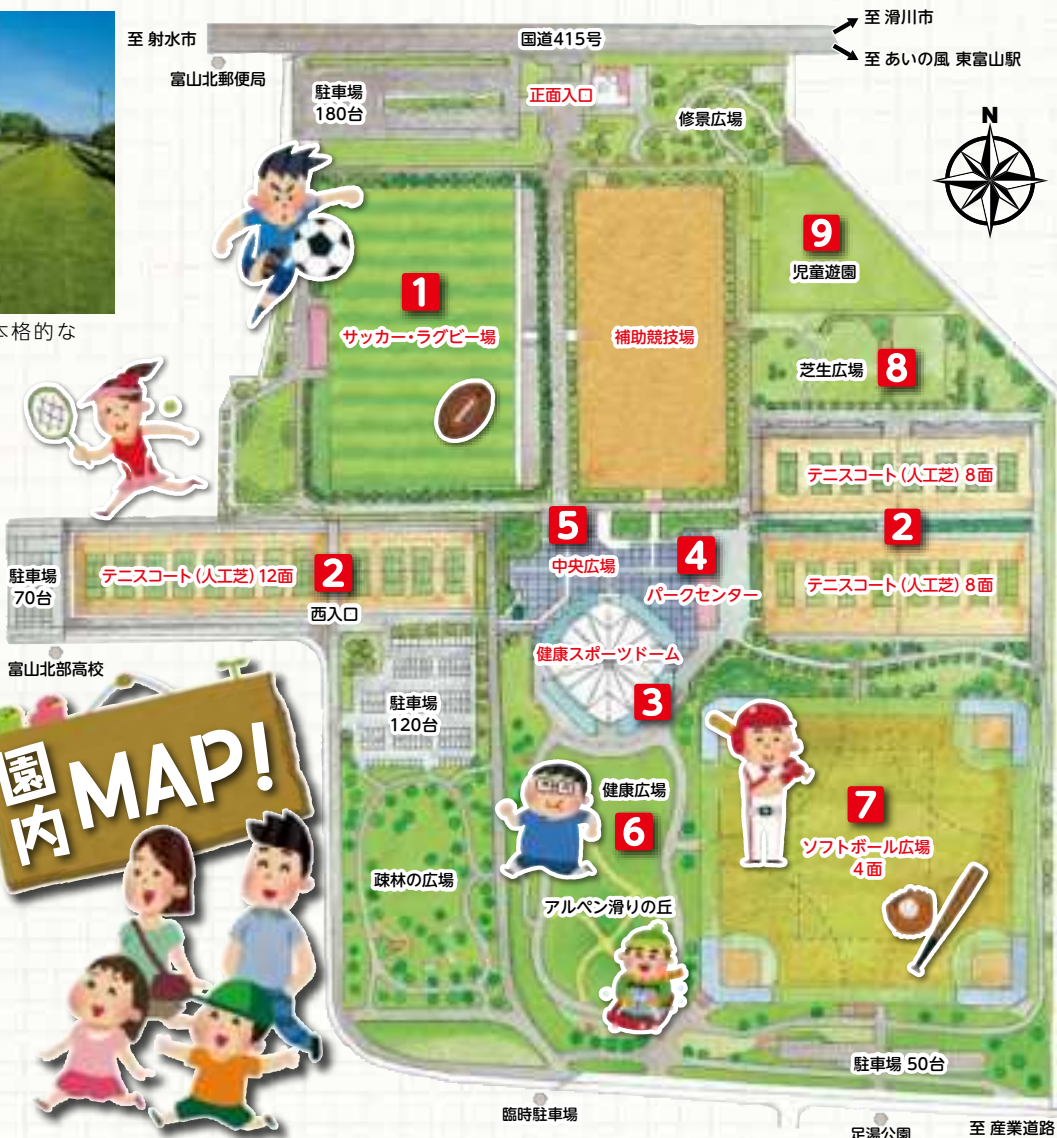 至 射水市
国道415号
至 滑川市
至 あいの風 東富山駅
富山北郵便局
駐車場
180台
正面入口
修景広場
N
9
児童遊園
1
サッカー・ラグビー場
補助競技場
本格的な
芝生広場
8
テニスコート(人工芝)8面
5
中央広場
4
パークセンター
2
テニスコート(人工芝)8面
駐車場
70台
テニスコート(人工芝)12面
2
西入口
富山北部高校
健康スポーツドーム
3
駐車場
120台
園内MAP!
健康広場
6
7
ソフトボール広場
4面
疎林の広場
アルペン滑りの丘
駐車場 50台
臨時駐車場
足湯公園
至 産業道路